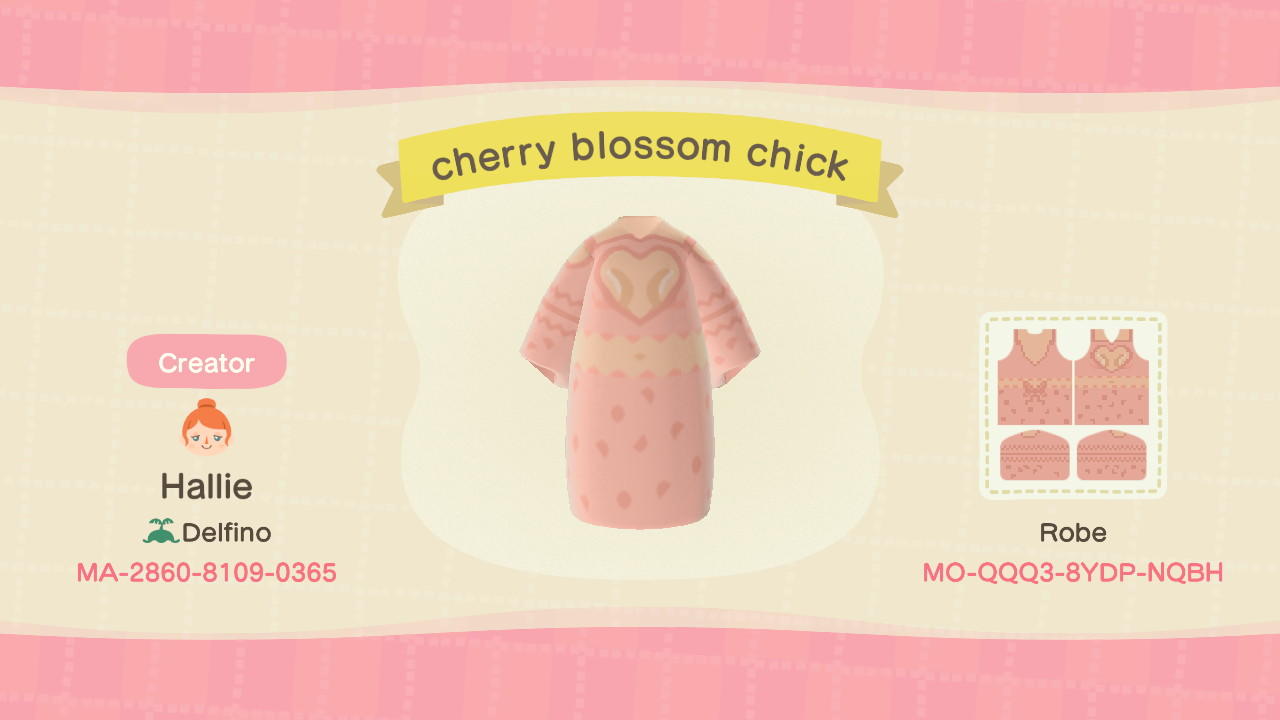 cherry blossom chick
Creator
Hallie
Delfino
MA-2860-8109-0365
Robe
MO-QQQ3-8YDP-NQBH